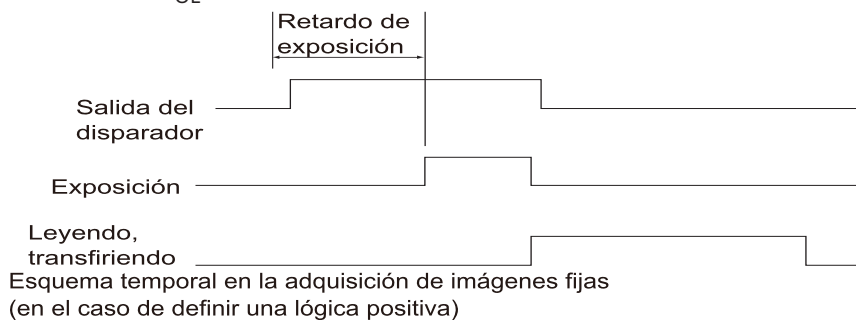 Retardo de
exposición
Salida del
disparador
Exposición
Leyendo,
transfiriendo
Esquema temporal en la adquisición de imágenes fijas
(en el caso de definir una lógica positiva)